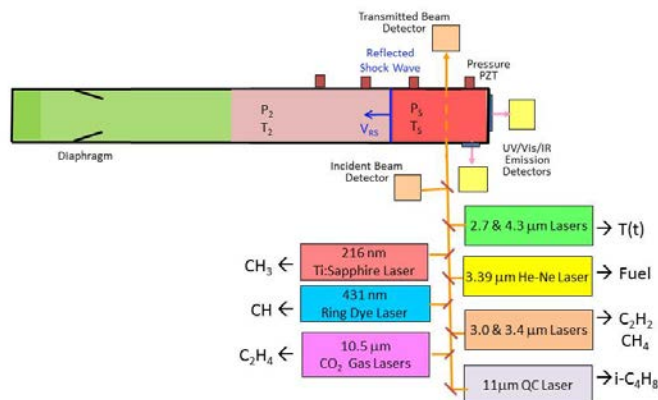 Transmitted Beam
Detector
Reflected
Shock Wave
Pressure
PZT
P₂
T₂
V_RS
P₅
T₅
Diaphragm
Incident Beam
Detector
UV/Vis/IR
Emission
Detectors
2.7 & 4.3 µm Lasers
T(t)
216 nm
Ti:Sapphire Laser
CH₃
3.39 µm He-Ne Laser
Fuel
431 nm
Ring Dye Laser
CH
3.0 & 3.4 µm Lasers
C₂H₂
CH₄
10.5 µm
CO₂ Gas Lasers
C₂H₄
11µm QC Laser
i-C₄H₈